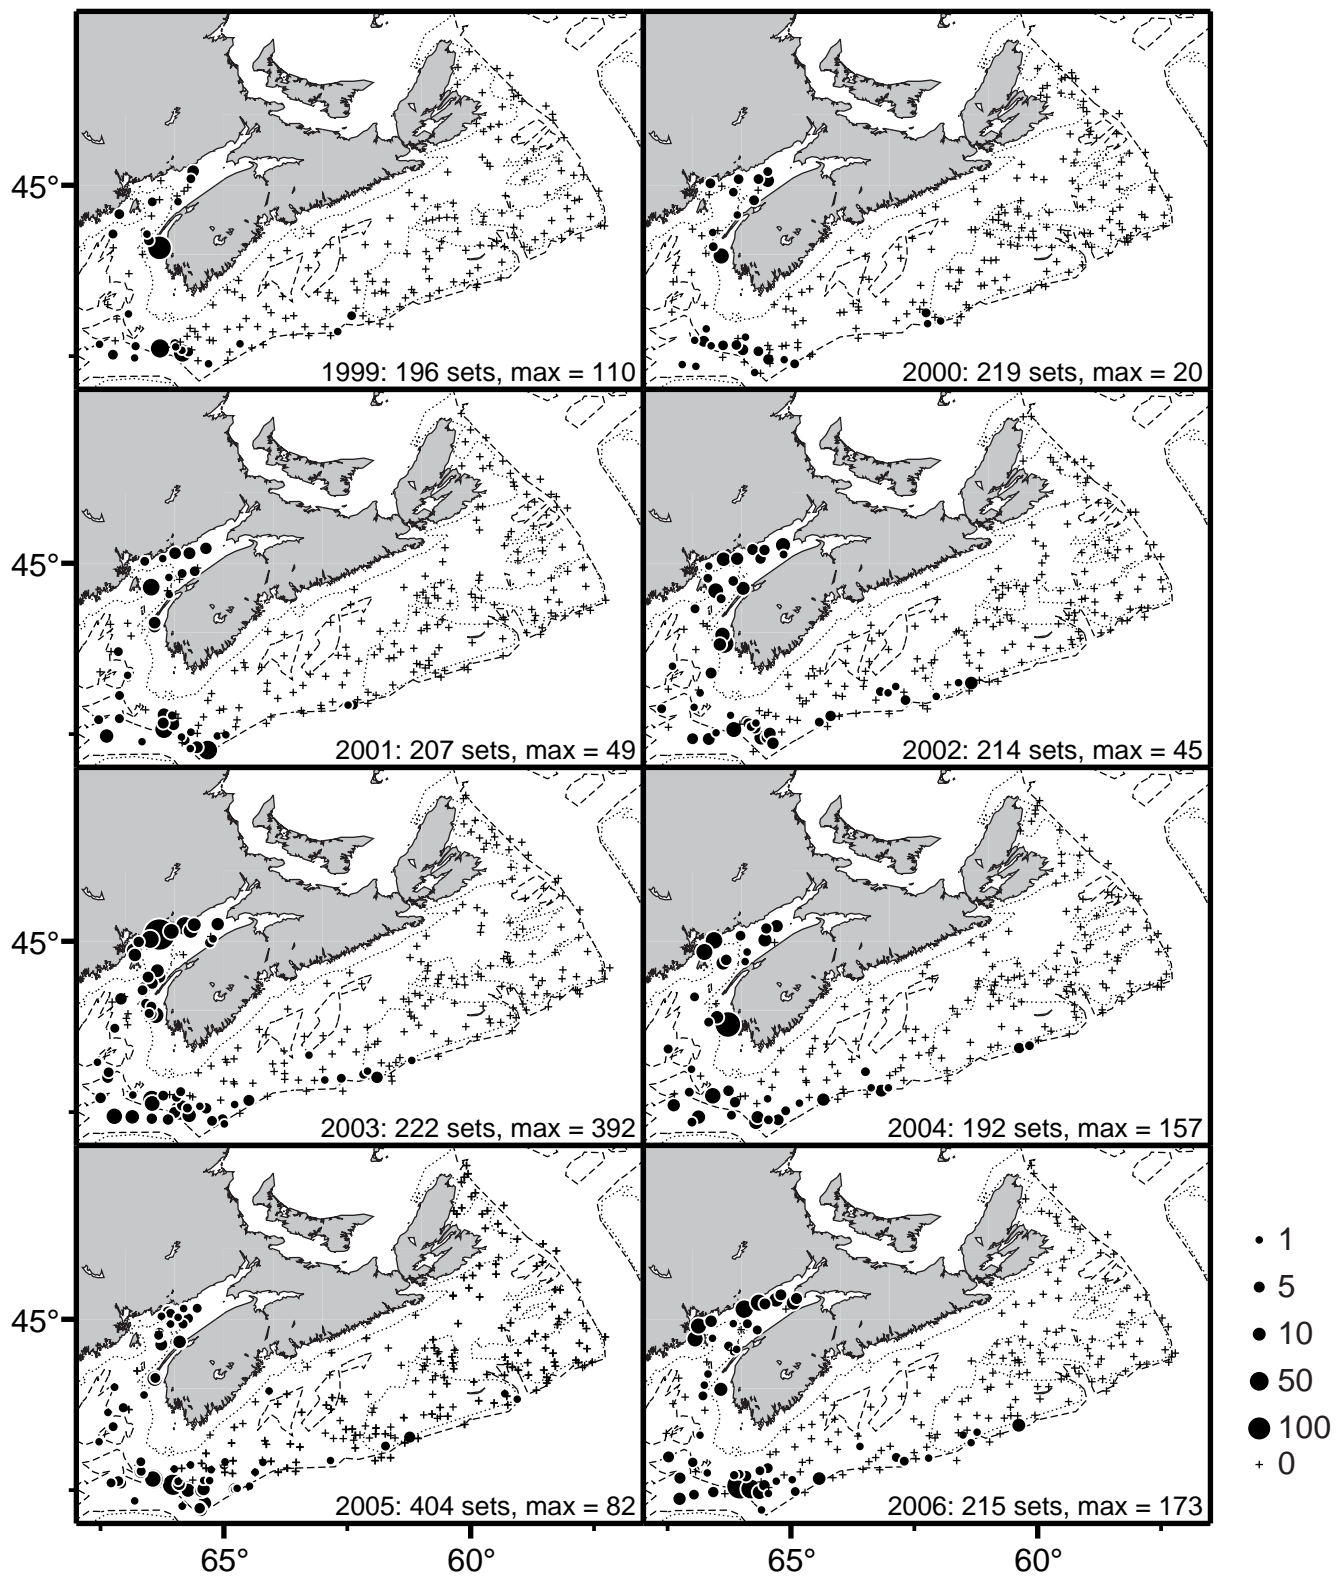 45°
1999: 196 sets, max = 110
2000: 219 sets, max = 20
45°
2001: 207 sets, max = 49
2002: 214 sets, max = 45
45°
2003: 222 sets, max = 392
2004: 192 sets, max = 157
1
5
45°
10
50
100
0
2005: 404 sets, max = 82
2006: 215 sets, max = 173
65°
60°
65°
60°